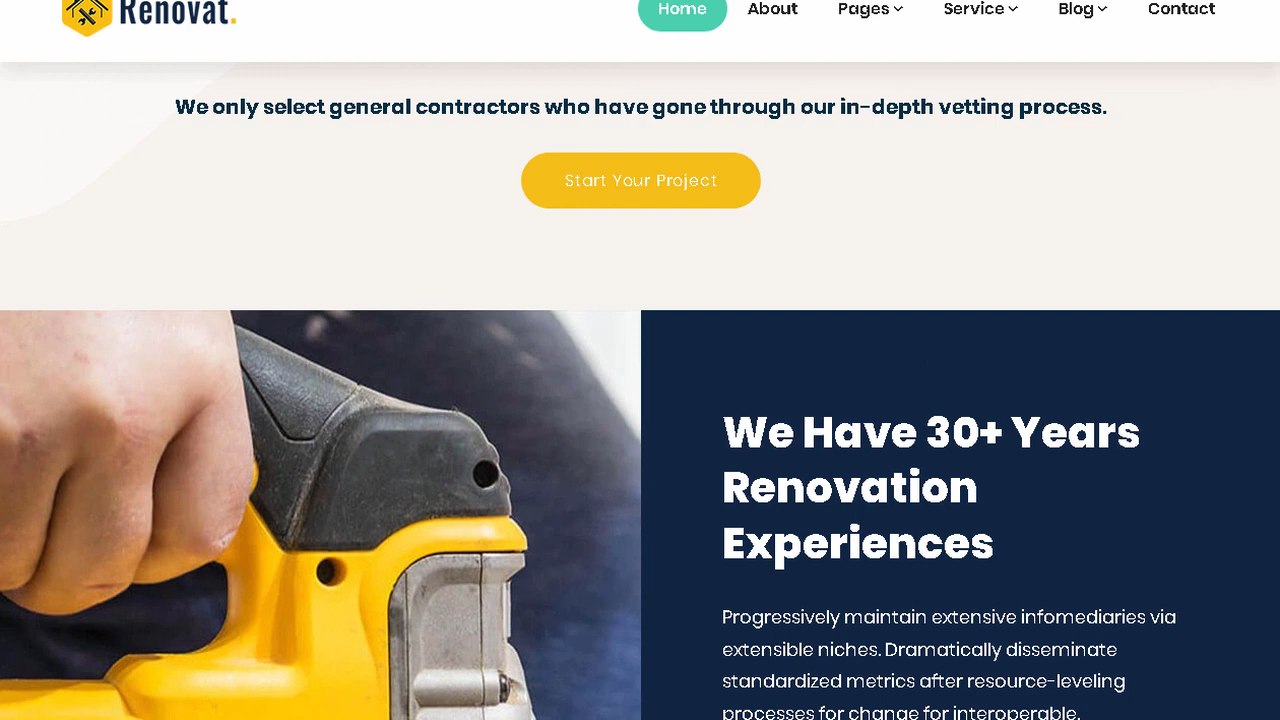 Renovat.
Home About Pages Service Blog Contact
We only select general contractors who have gone through our in-depth vetting process.
Start Your Project
We Have 30+ Years
Renovation
Experiences
Progressively maintain extensive infomediaries via
extensible niches. Dramatically disseminate
standardized metrics after resource-leveling
processes for change for interoperable.